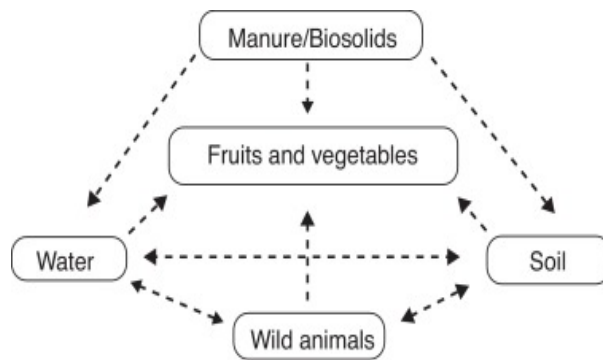 Manure/Biosolids
Fruits and vegetables
Water
Soil
Wild animals